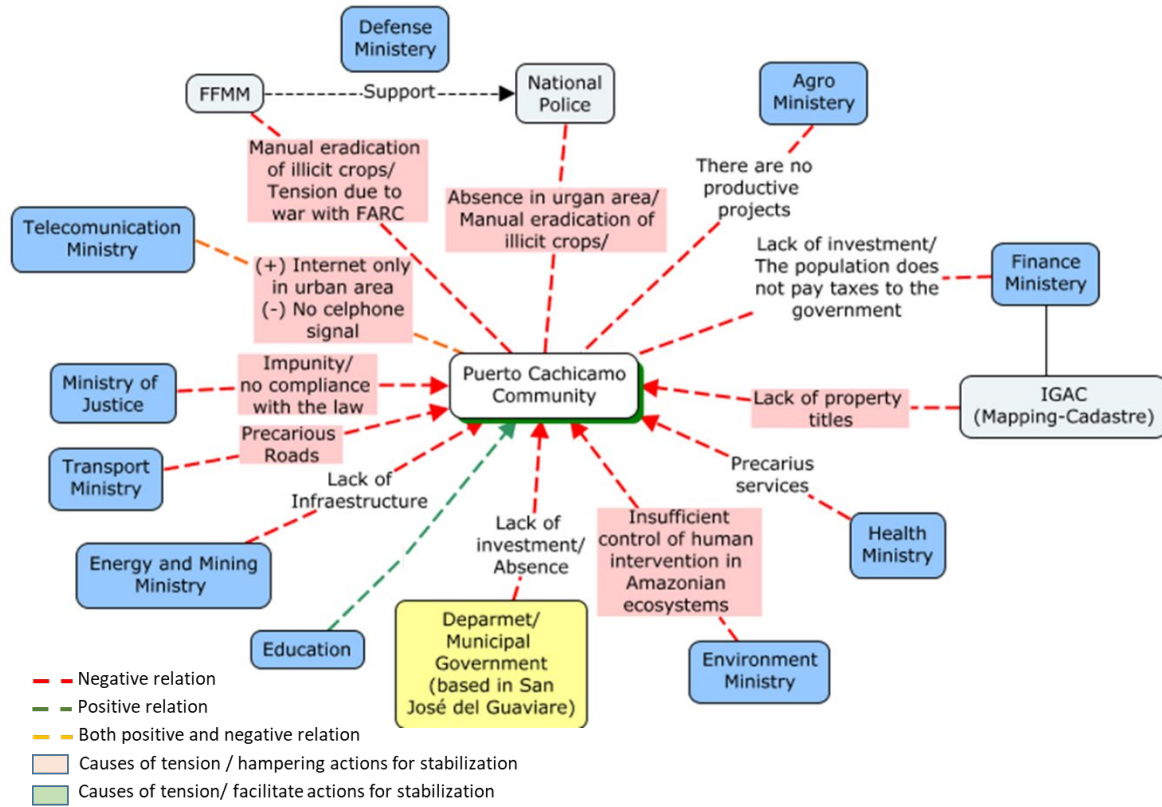 Defense
Ministery
FFMM
Support
National
Police
Agro
Ministery
Manual eradication
of illicit crops/
Tension due to
war with FARC
Absence in urgan area/
Manual eradication of
illicit crops/
There are no
productive
projects
Telecomunication
Ministry
(+) Internet only
in urban area
(-) No celphone
signal
Lack of investment/
The population does
not pay taxes to the
government
Finance
Ministery
Ministry of
Justice
Impunity/
no compliance
with the law
Puerto Cachicamo
Community
Lack of property
titles
IGAC
(Mapping-Cadastre)
Transport
Ministry
Precarious
Roads
Lack of
Infraestructure
Energy and Mining
Ministry
Precarius
services
Health
Ministry
Lack of
investment/
Absence
Insufficient
control of human
intervention in
Amazonian
ecosystems
Education
Deparmet/
Municipal
Government
(based in San
José del Guaviare)
Environment
Ministry
Negative relation
Positive relation
Both positive and negative relation
Causes of tension / hampering actions for stabilization
Causes of tension/ facilitate actions for stabilization